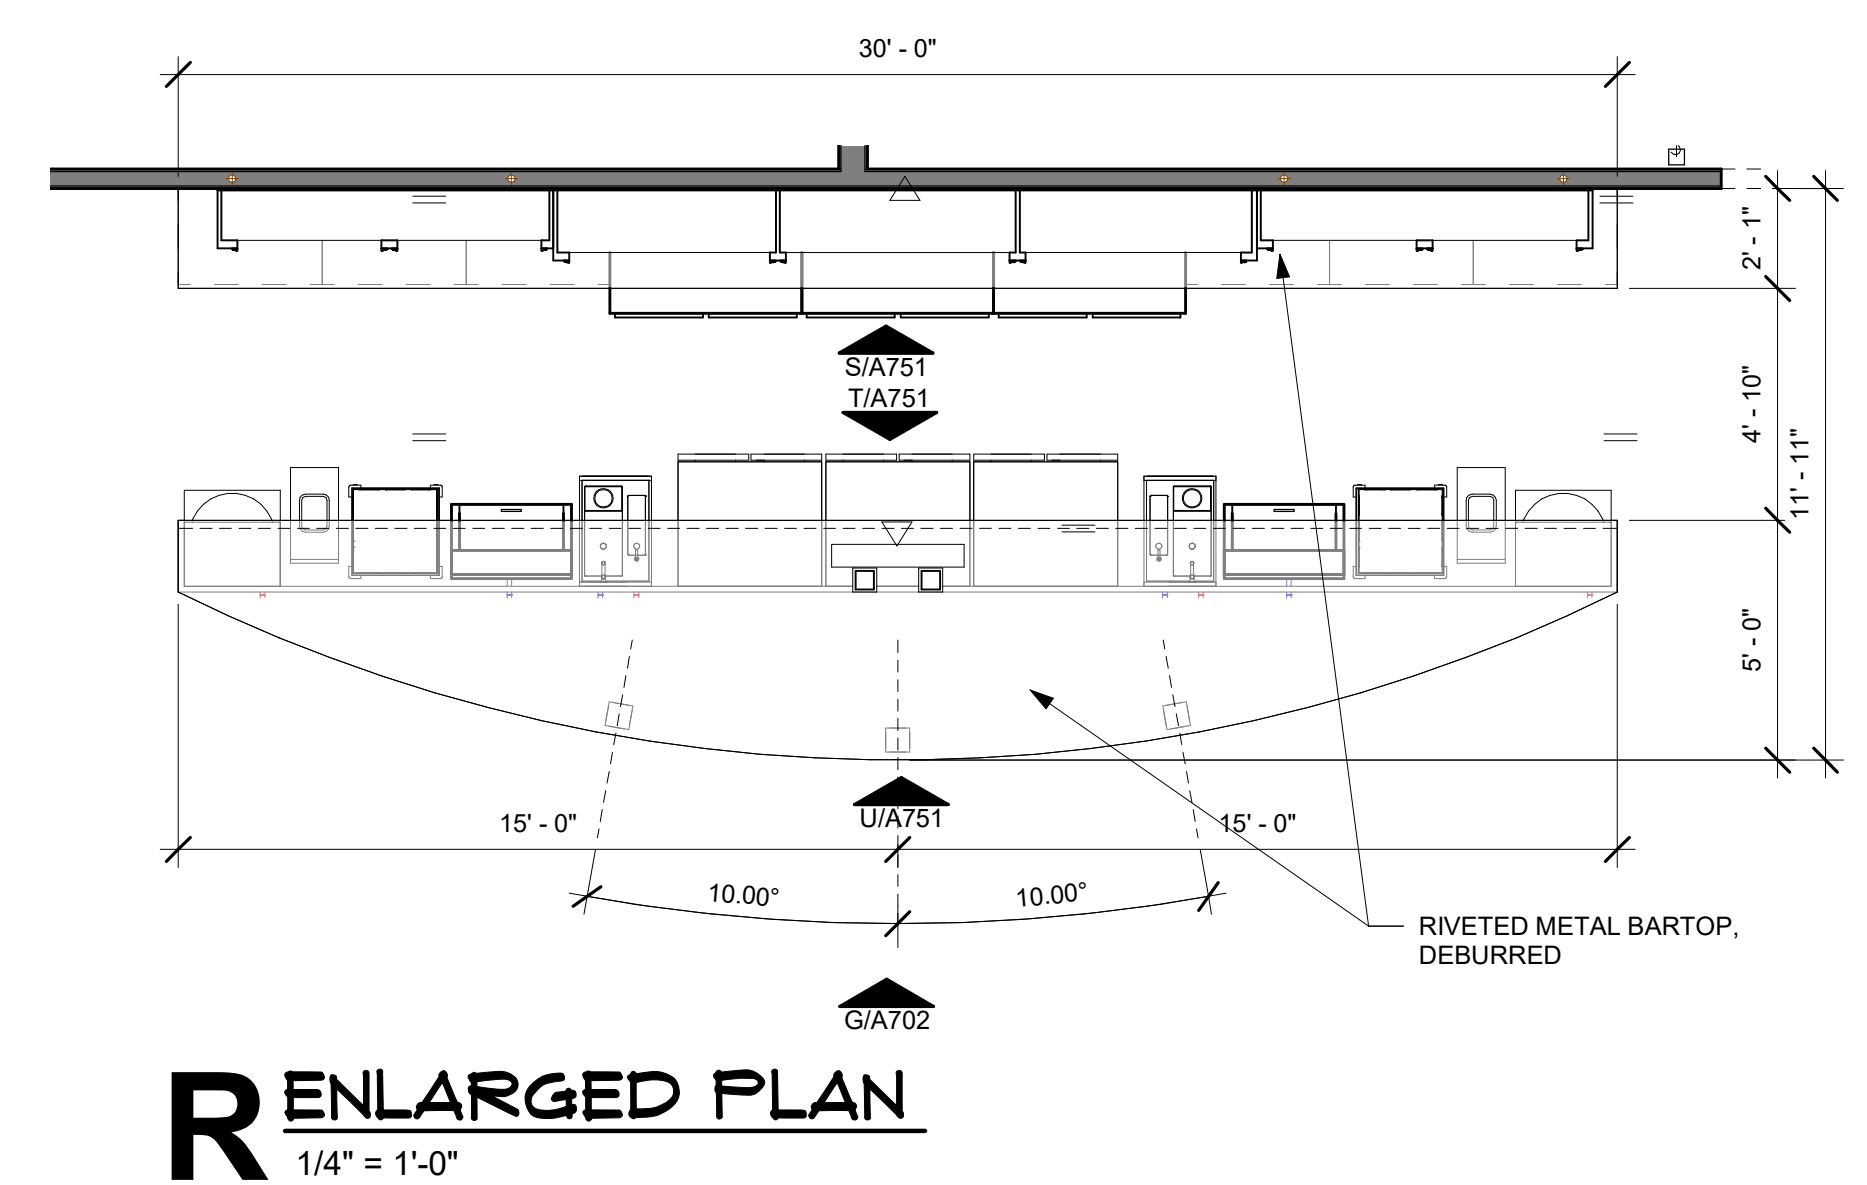 30' - 0"
2' - 1"
S/A751
T/A751
4' - 10"
11' - 11"
5' - 0"
U/A751
15' - 0"
15' - 0"
10.00°
10.00°
RIVETED METAL BARTOP,
DEBURRED
G/A702
R ENLARGED PLAN
1/4" = 1'-0"